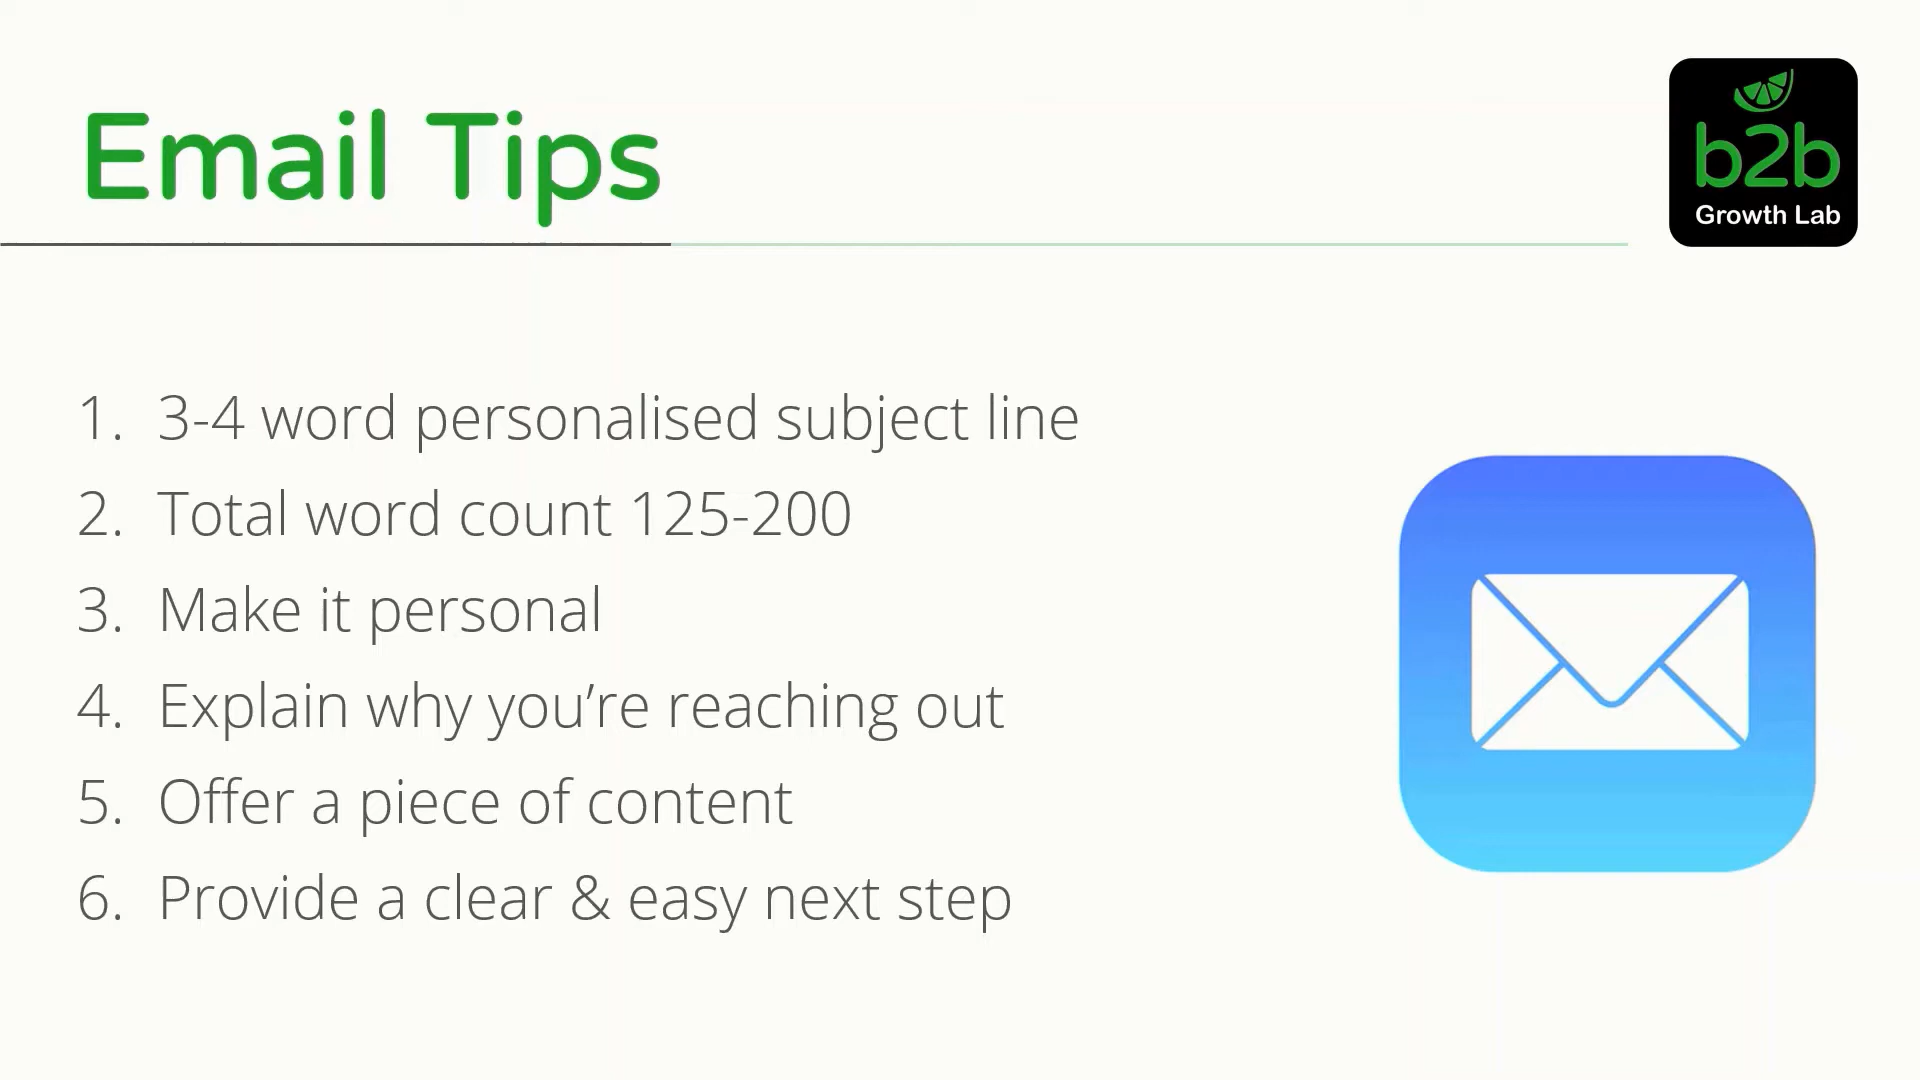 Email Tips
b2b
Growth Lab
1. 3-4 word personalised subject line
2. Total word count 125-200
3. Make it personal
4. Explain why you’re reaching out
5. Offer a piece of content
6. Provide a clear & easy next step